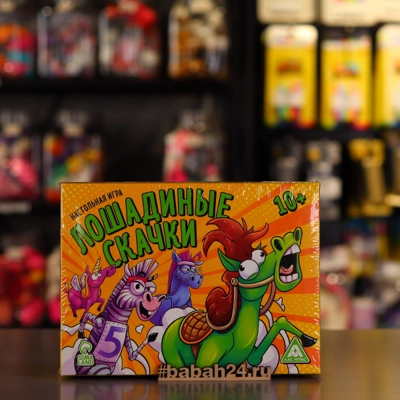 НАСТОЛЬНАЯ ИГРА
ЛОШАДИНЫЕ
СКАЧКИ
10+
5
#babah24.ru